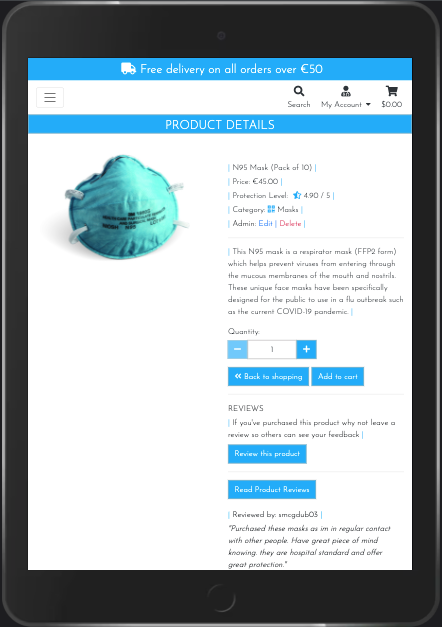 Free delivery on all orders over €50
Search
My Account
$0.00
PRODUCT DETAILS
| N95 Mask (Pack of 10) |
| Price: €45.00 |
| Protection Level: 4.90 / 5 |
| Category: Masks |
| Admin: Edit | Delete |
| This N95 mask is a respirator mask (FFP2 form)
which helps prevent viruses from entering through
the mucous membranes of the mouth and nostrils.
These unique face masks have been specifically
designed for the public to use in a flu outbreak such
as the current COVID-19 pandemic. |
Quantity:
1
Back to shopping
Add to cart
REVIEWS
| If you've purchased this product why not leave a
review so others can see your feedback |
Review this product
Read Product Reviews
| Reviewed by: smcgdub03 |
"Purchased these masks as im in regular contact
with other people. Have great piece of mind
knowing. they are hospital standard and offer
great protection."